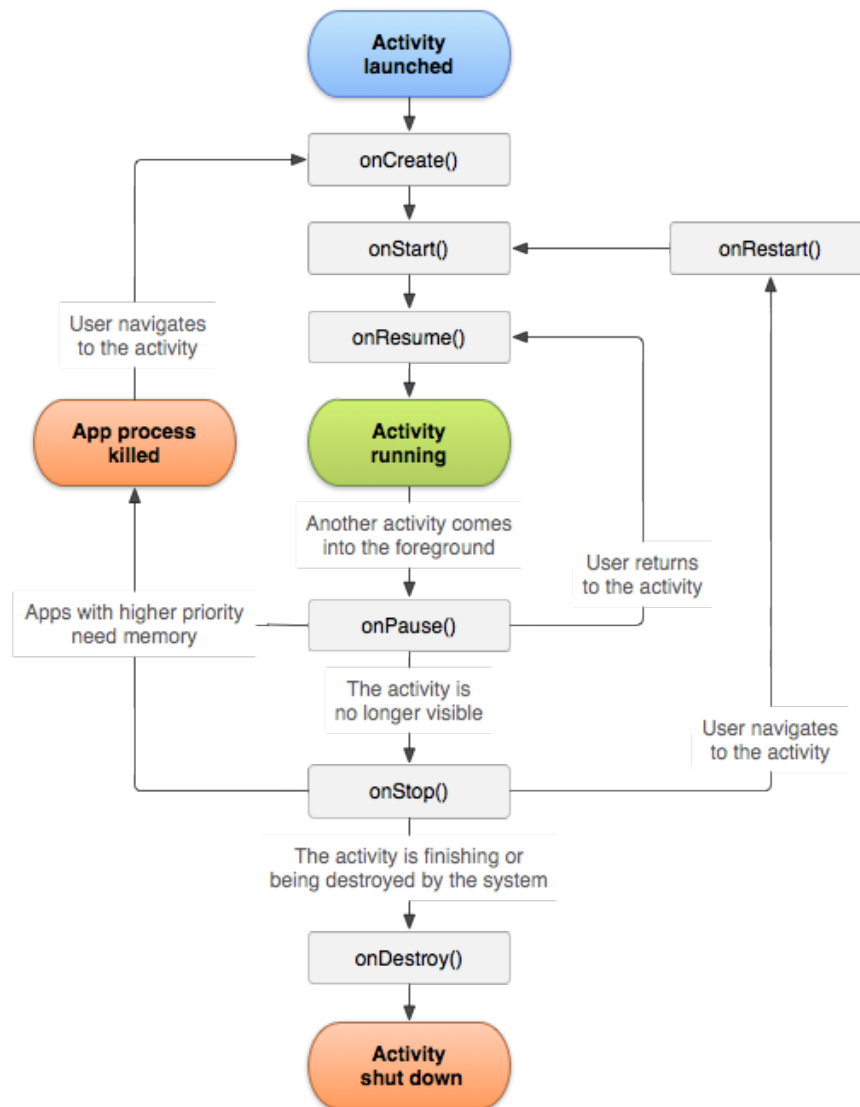 Activity
launched
onCreate()
onStart()
onRestart()
User navigates
to the activity
onResume()
App process
killed
Activity
running
Another activity comes
into the foreground
User returns
to the activity
Apps with higher priority
need memory
onPause()
The activity is
no longer visible
User navigates
to the activity
onStop()
The activity is finishing or
being destroyed by the system
onDestroy()
Activity
shut down